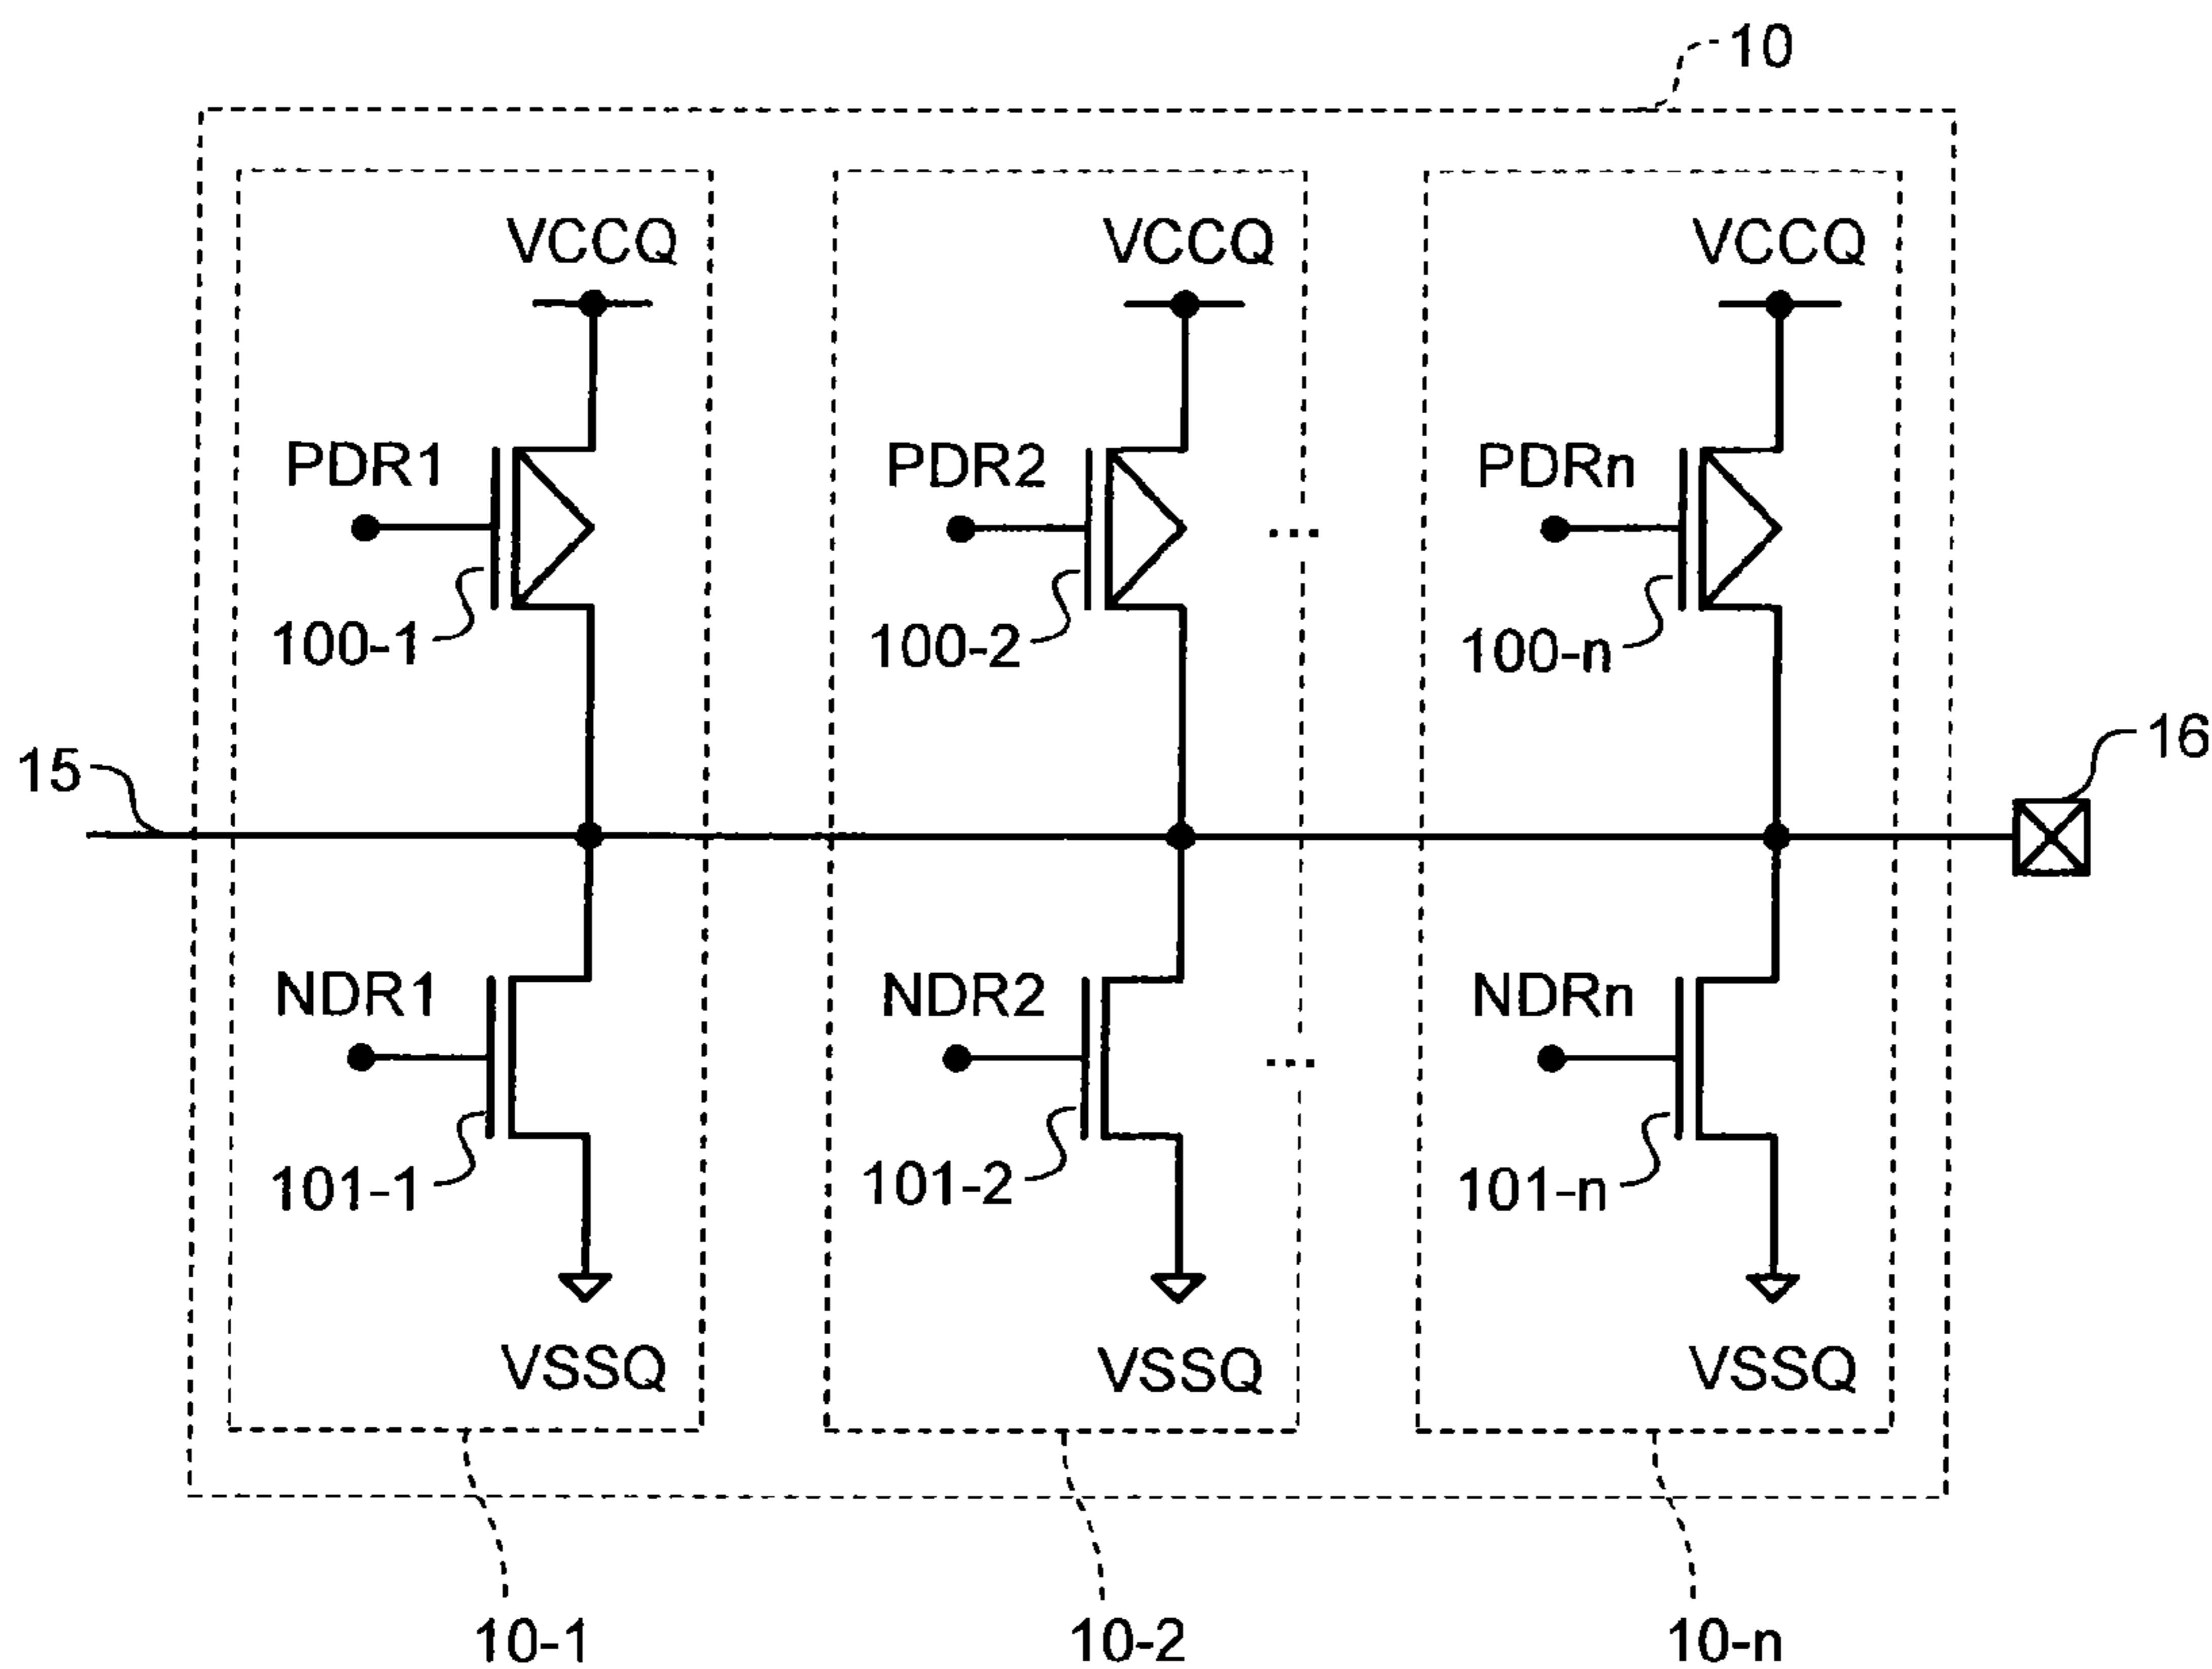 10
VCCQ VCCQ VCCQ
PDR1 PDR2 PDRn
...
100-1 100-2 100-n
15 16
NDR1 NDR2 NDRn
...
101-1 101-2 101-n
VSSQ VSSQ VSSQ
10-1 10-2 10-n